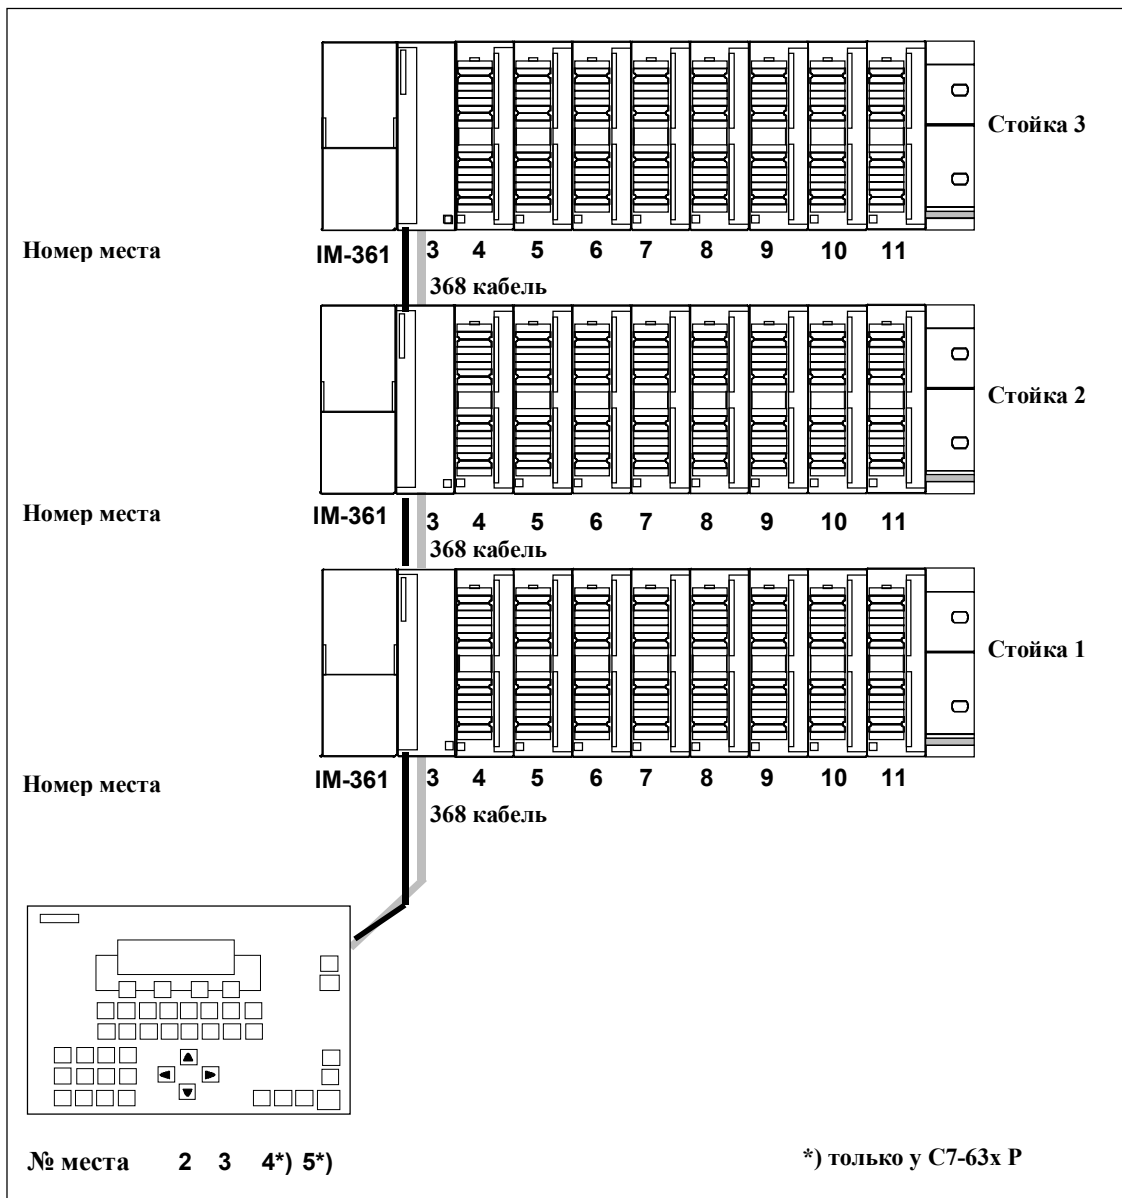 Стойка 3
Номер места IM-361 3 4 5 6 7 8 9 10 11
368 кабель
Стойка 2
Номер места IM-361 3 4 5 6 7 8 9 10 11
368 кабель
Стойка 1
Номер места IM-361 3 4 5 6 7 8 9 10 11
368 кабель
№ места 2 3 4*) 5*) *) только у C7-63x P